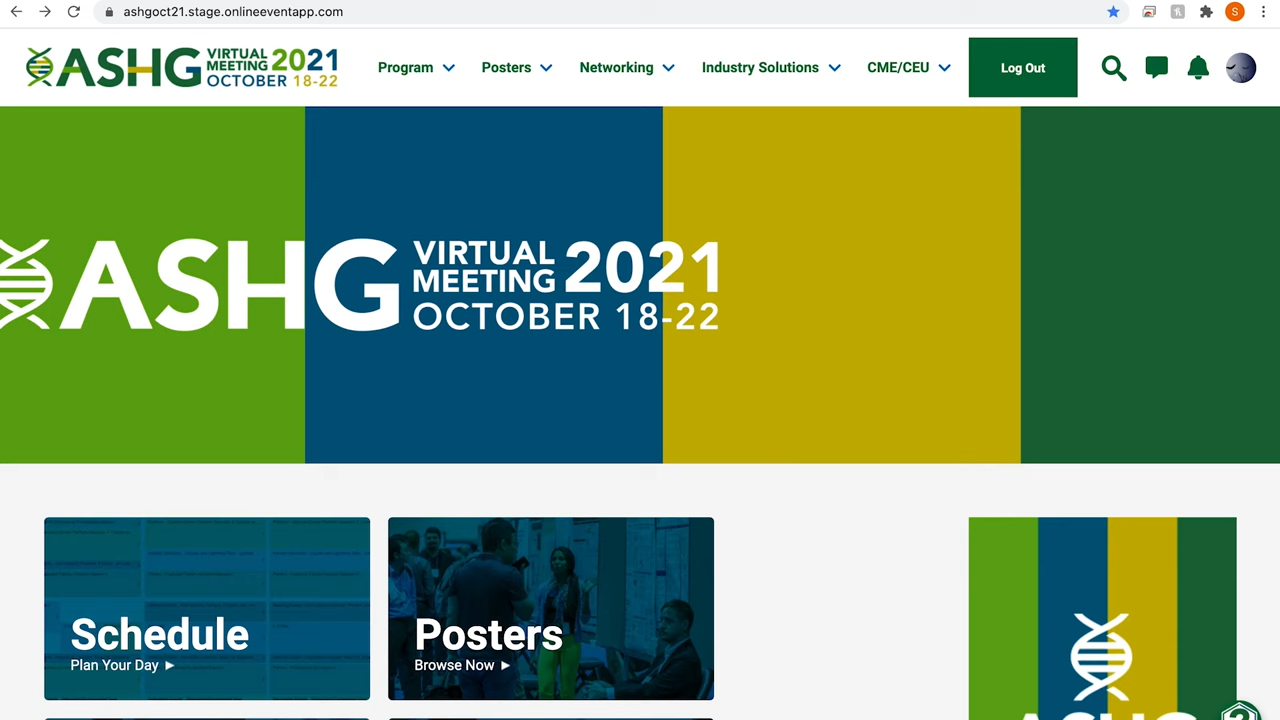 ashgoct21.stage.onlineeventapp.com
S
ASHG VIRTUAL MEETING 2021 OCTOBER 18-22
Program
Posters
Networking
Industry Solutions
CME/CEU
Log Out
ASHG
VIRTUAL
MEETING 2021
OCTOBER 18-22
Schedule
Plan Your Day
Posters
Browse Now
ASHG
?